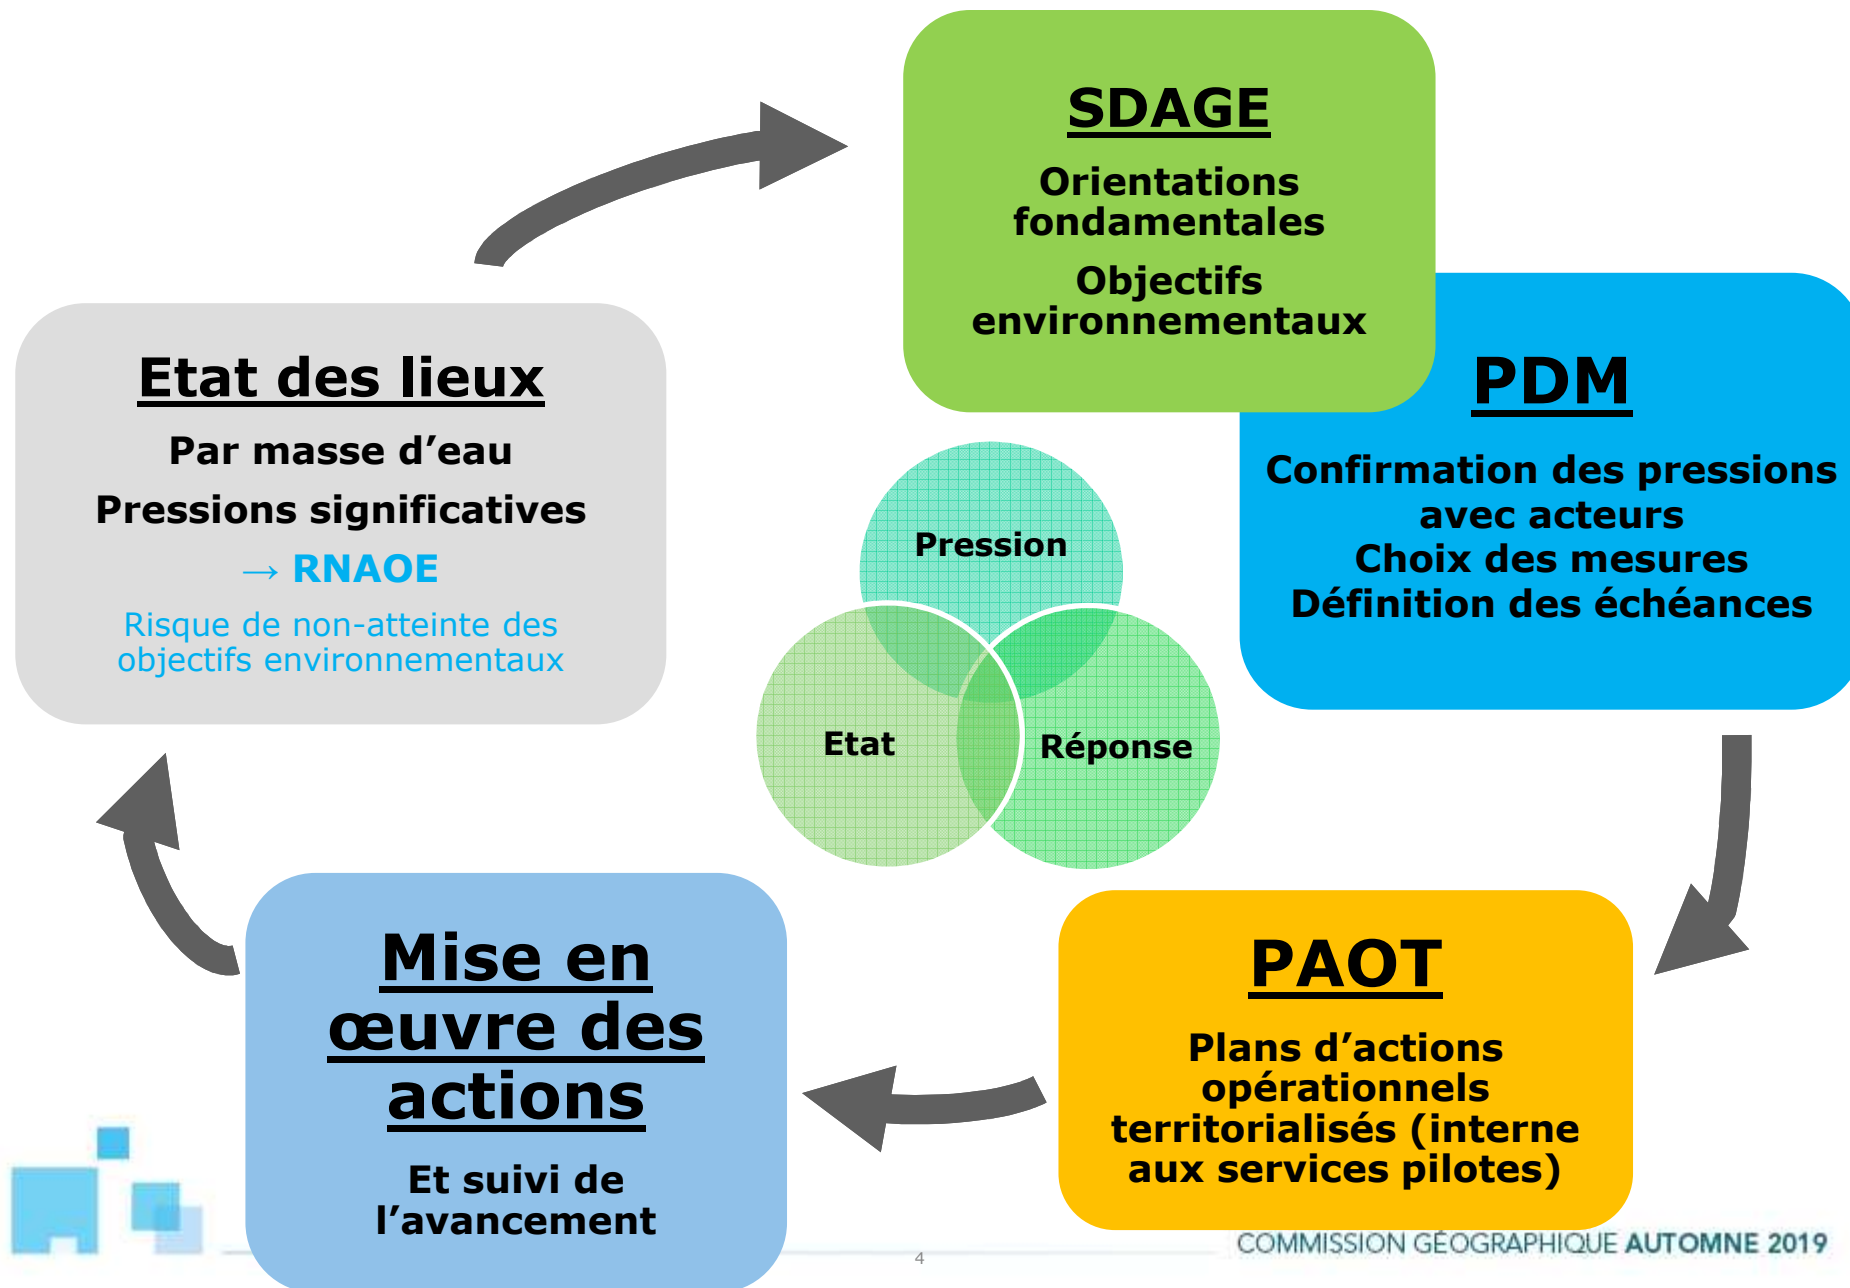 SDAGE
Orientations
fondamentales
Objectifs
environnementaux
PDM
Confirmation des pressions
avec acteurs
Choix des mesures
Définition des échéances
Etat des lieux
Par masse d’eau
Pressions significatives
→ RNAOE
Risque de non-atteinte des
objectifs environnementaux
Pression
Etat
Réponse
Mise en
œuvre des
actions
Et suivi de
l’avancement
PAOT
Plans d’actions
opérationnels
territorialisés (interne
aux services pilotes)
4
COMMISSION GÉOGRAPHIQUE AUTOMNE 2019